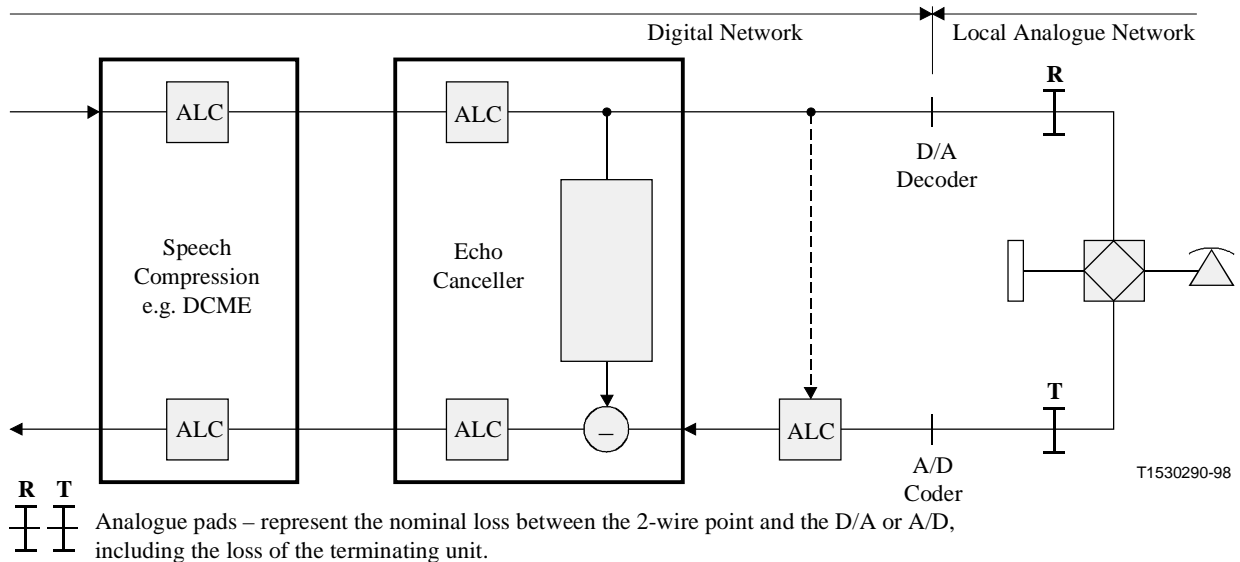 Digital Network
Local Analogue Network
R
ALC
ALC
D/A
Decoder
Speech
Compression
e.g. DCME
Echo
Canceller
T
ALC
ALC
–
ALC
A/D
Coder
T1530290-98
R T
Analogue pads – represent the nominal loss between the 2-wire point and the D/A or A/D,
including the loss of the terminating unit.